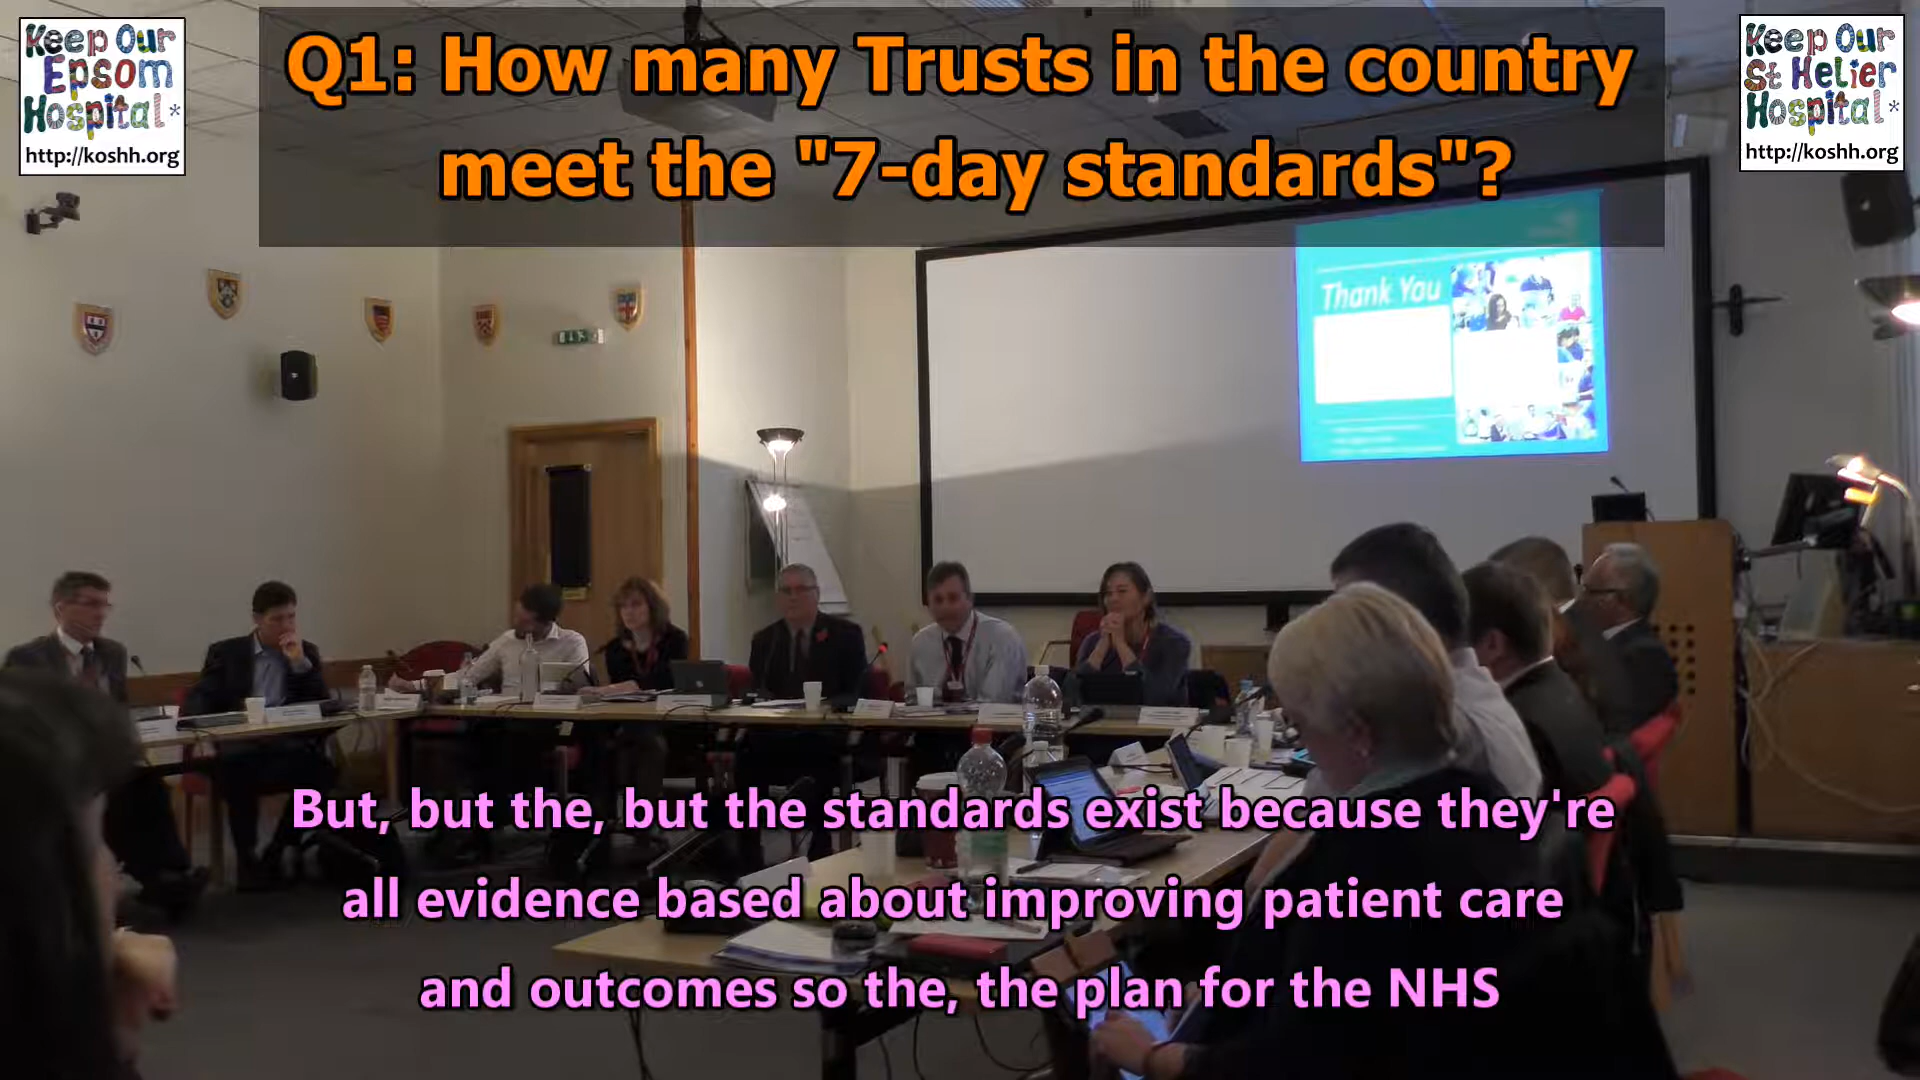 Keep Our
Epsom
Hospital*
http://koshh.org
Q1: How many Trusts in the country
meet the "7-day standards"?
Keep Our
St Helier
Hospital*
http://koshh.org
Thank You
But, but the, but the standards exist because they're
all evidence based about improving patient care
and outcomes so the, the plan for the NHS